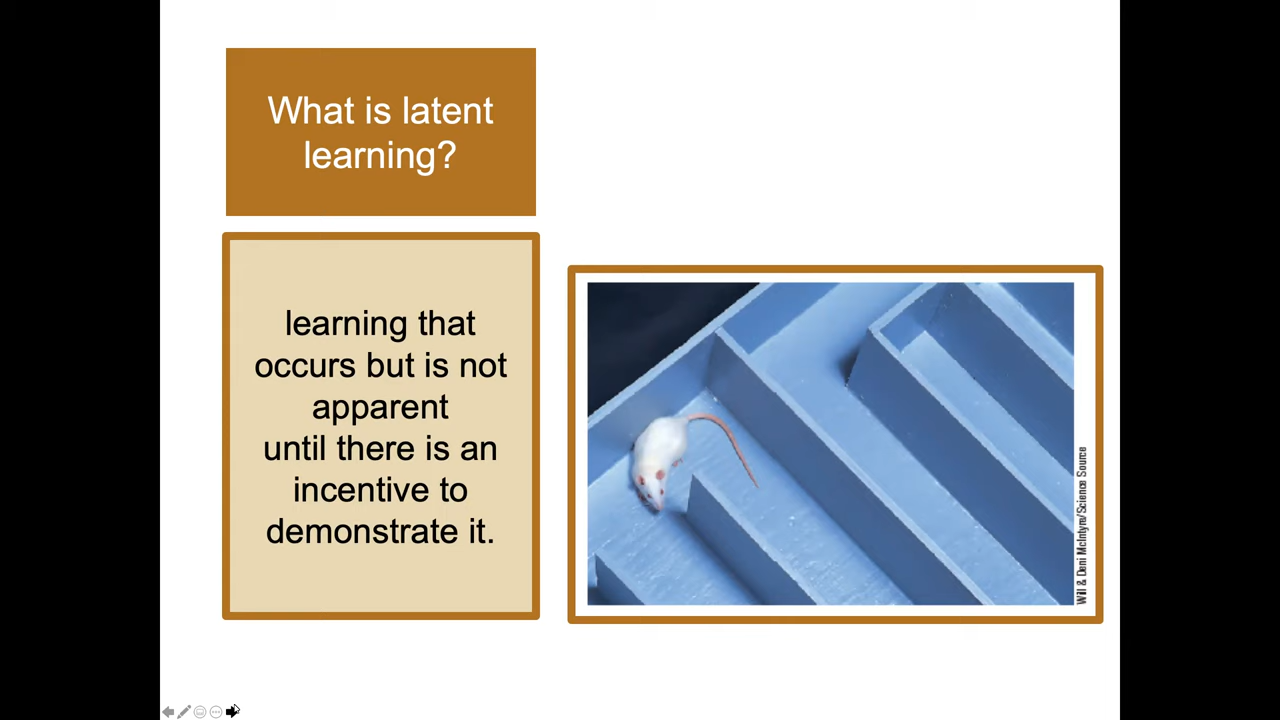 What is latent
learning?
learning that
occurs but is not
apparent
until there is an
incentive to
demonstrate it.
Will & Deni McIntyre/Science Source